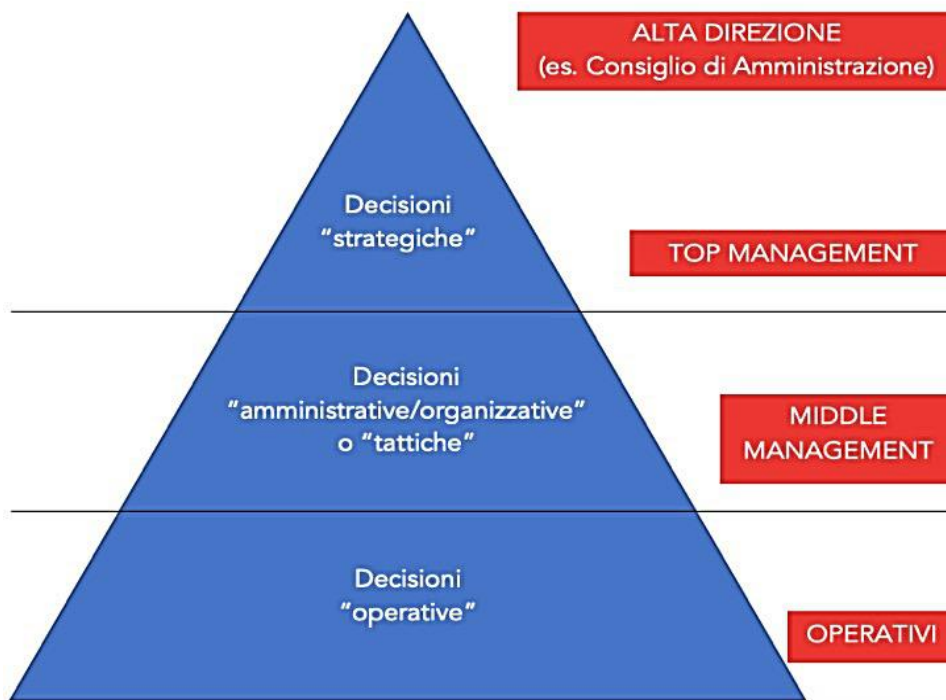 ALTA DIREZIONE
(es. Consiglio di Amministrazione)
Decisioni
"strategiche"
TOP MANAGEMENT
Decisioni
"amministrative/organizzative"
o "tattiche"
MIDDLE
MANAGEMENT
Decisioni
"operative"
OPERATIVI